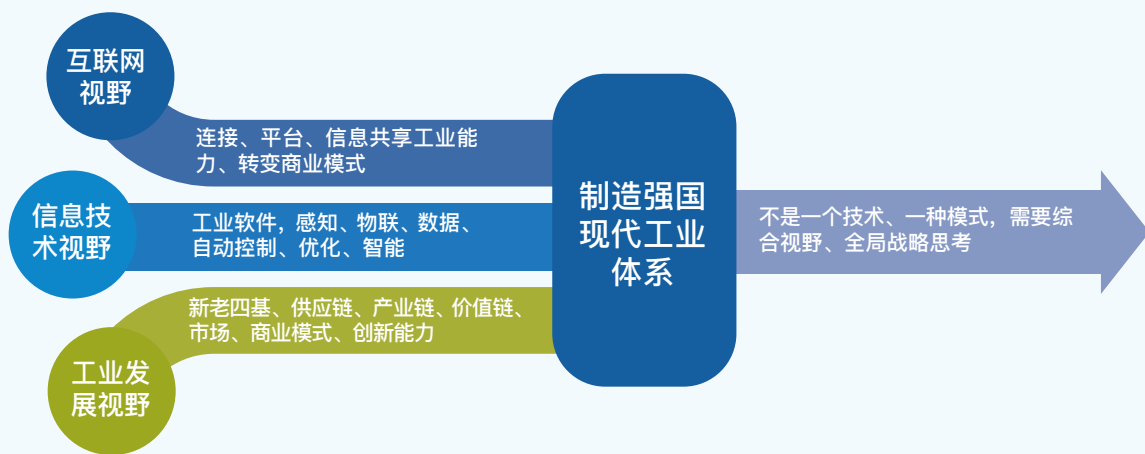 互联网
视野
连接、平台、信息共享工业能
力、转变商业模式
信息技
术视野
工业软件，感知、物联、数据、
自动控制、优化、智能
工业发
展视野
新老四基、供应链、产业链、价值链、
市场、商业模式、创新能力
制造强国
现代工业
体系
不是一个技术、一种模式，需要综
合视野、全局战略思考